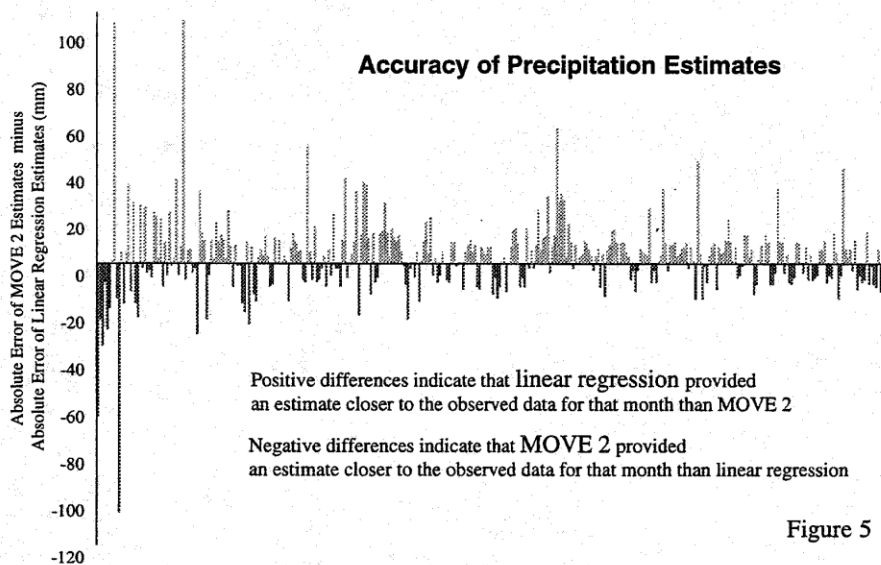 Accuracy of Precipitation Estimates
Absolute Error of MOVE 2 Estimates minus
Absolute Error of Linear Regression Estimates (mm)
100
80
60
40
20
0
-20
-40
-60
-80
-100
-120
Positive differences indicate that linear regression provided
an estimate closer to the observed data for that month than MOVE 2
Negative differences indicate that MOVE 2 provided
an estimate closer to the observed data for that month than linear regression
Figure 5